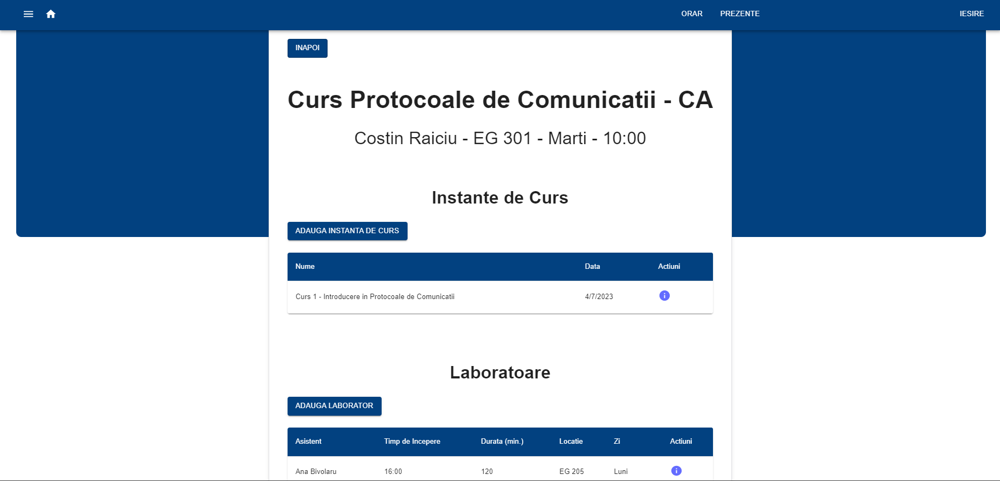 ORAR PREZENTE IESIRE
INAPOI
Curs Protocoale de Comunicatii - CA
Costin Raiciu - EG 301 - Marti - 10:00
Instante de Curs
ADAUGA INSTANTA DE CURS
Nume Data Actiuni
Curs 1 - Introducere in Protocoale de Comunicatii 4/7/2023
Laboratoare
ADAUGA LABORATOR
Asistent Timp de Incepere Durata (min.) Locatie Zi Actiuni
Ana Bivolaru 16:00 120 EG 205 Luni